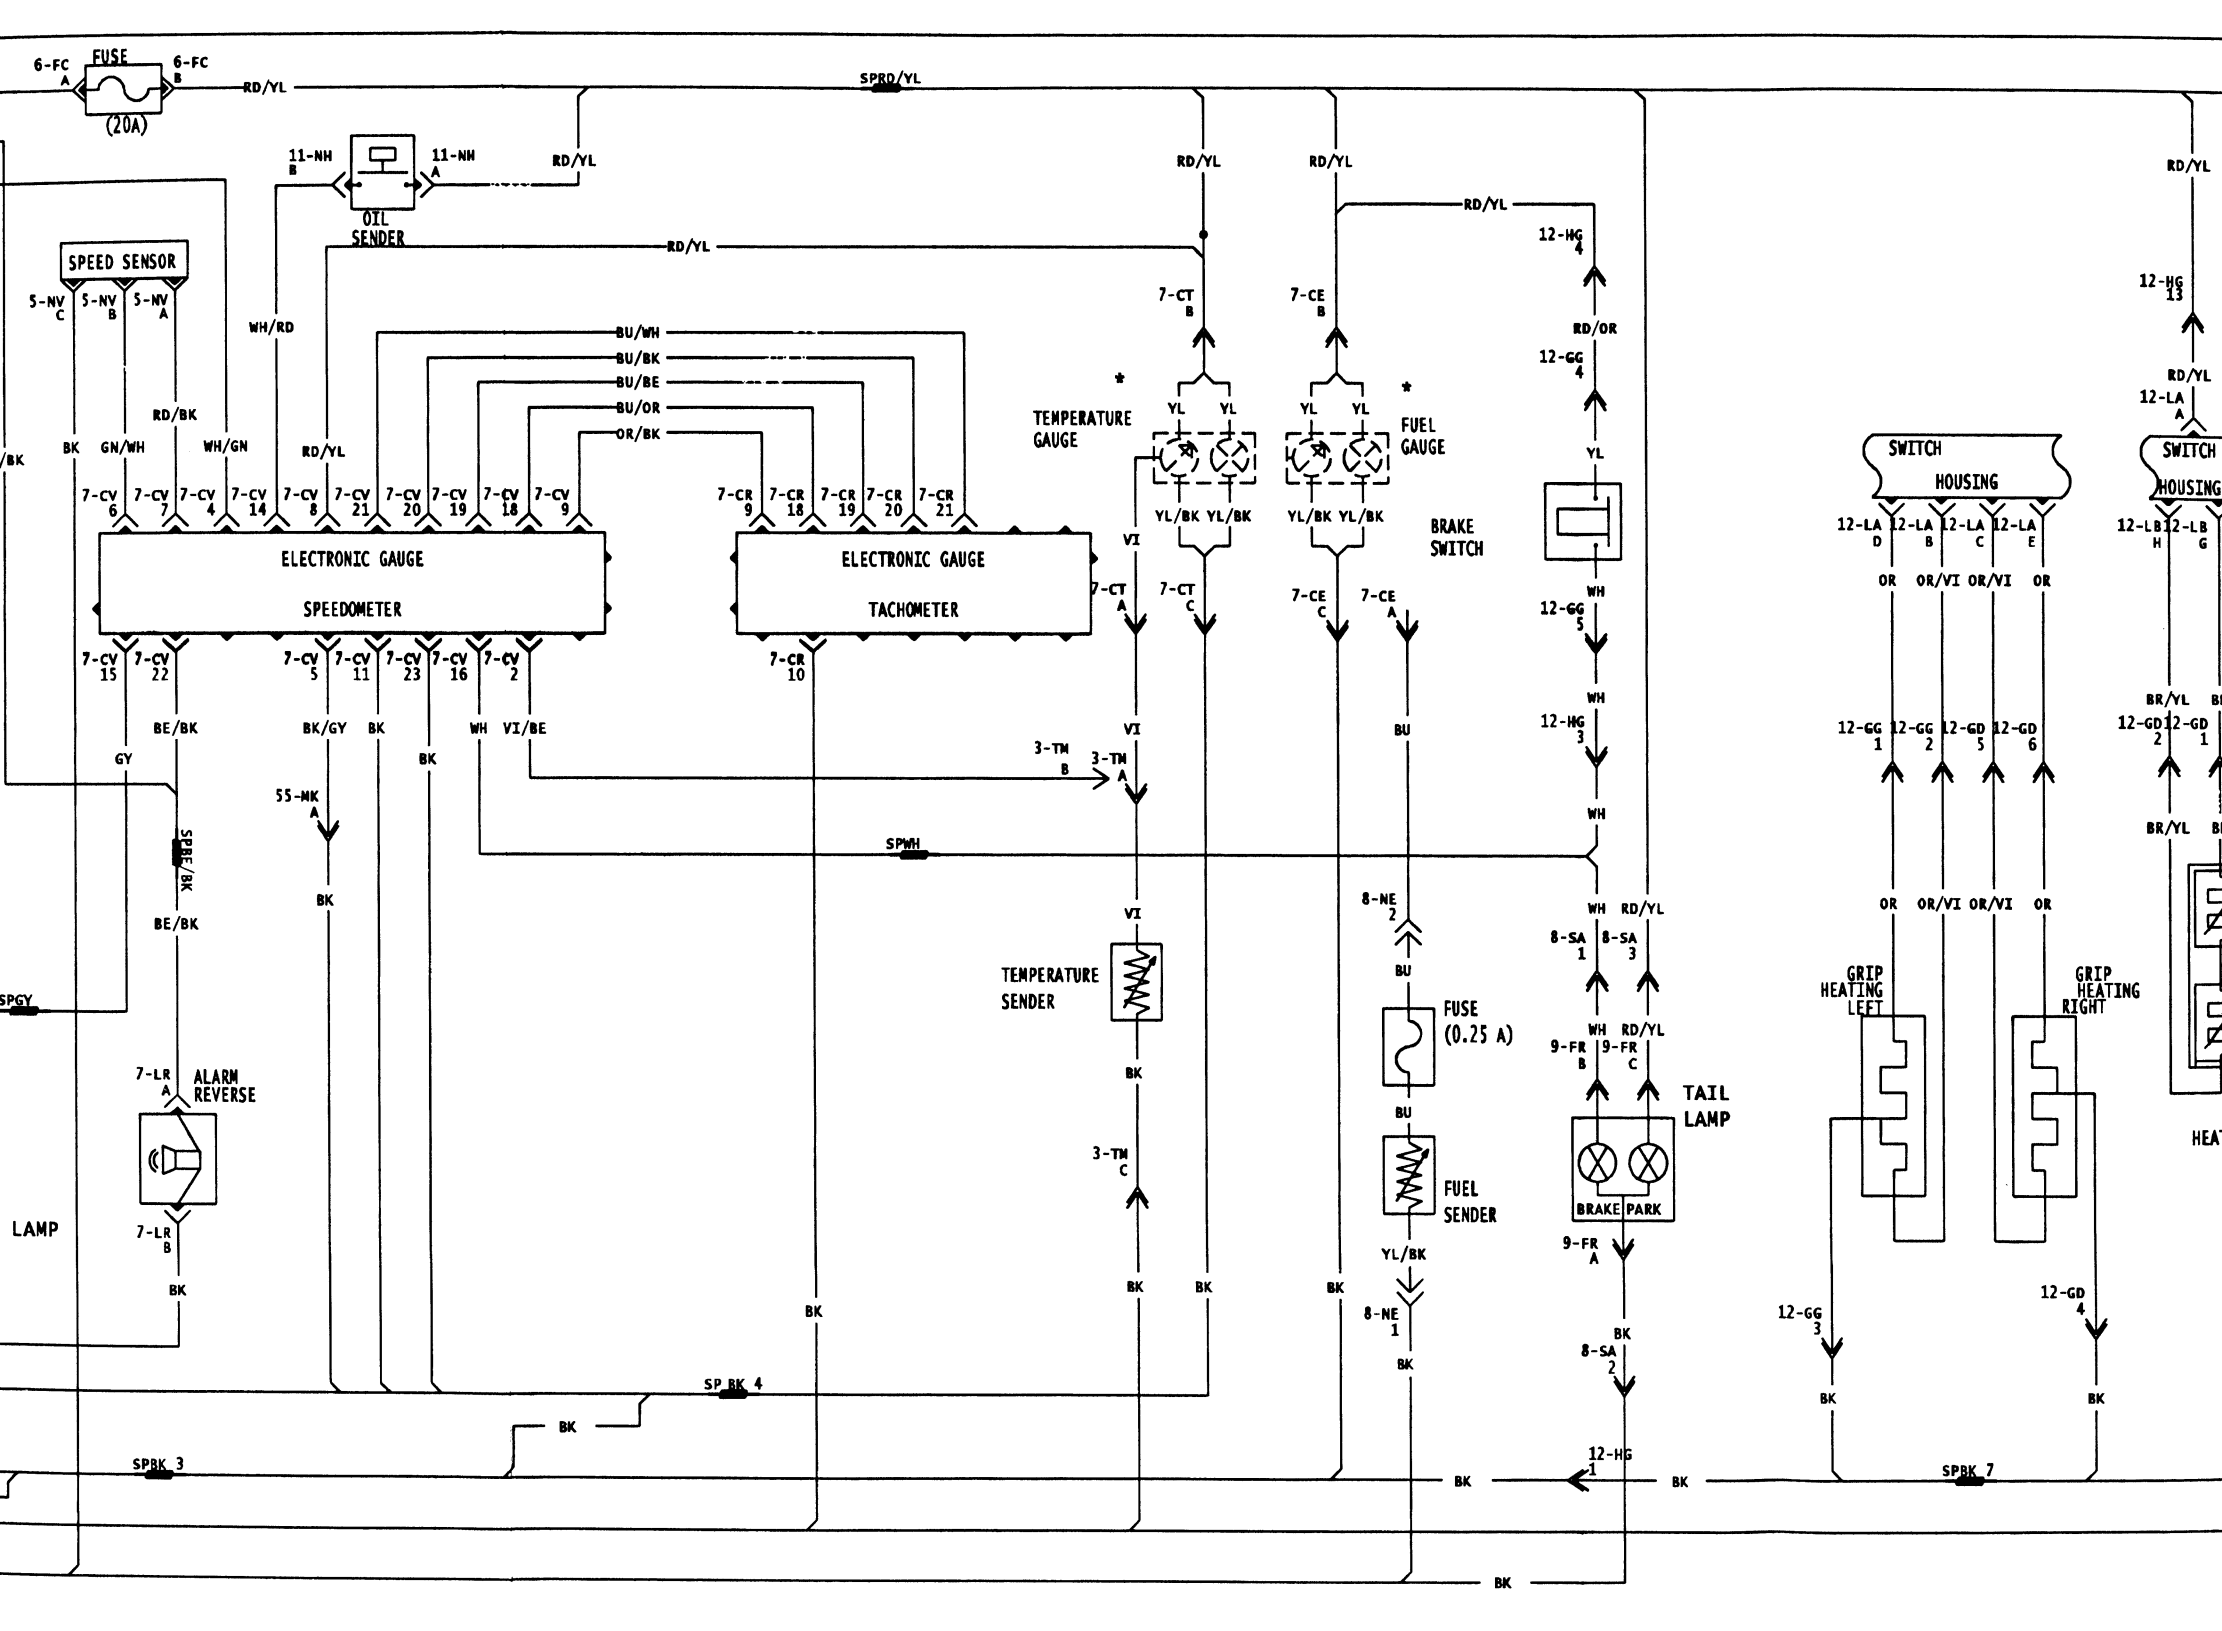 FUSE
6-FC
A
6-FC
B
RD/YL
(20A)
SPRD/YL
11-NH
B
11-NH
A
OIL
SENDER
RD/YL
RD/YL
RD/YL
RD/YL
RD/YL
12-HG
4
RD/YL
SPEED SENSOR
5-NV
C
5-NV
B
5-NV
A
WH/RD
7-CT
B
7-CE
B
RD/OR
12-GG
4
12-HG
13
RD/YL
12-LA
A
BU/WH
BU/BK
BU/BE
BU/OR
OR/BK
*
*
YL
YL
YL
YL
TEMPERATURE
GAUGE
FUEL
GAUGE
YL
/BK
BK
GN/WH
RD/BK
WH/GN
RD/YL
SWITCH
HOUSING
SWITCH
HOUSING
7-CV
6
7-CV
7
7-CV
4
7-CV
14
7-CV
8
7-CV
21
7-CV
20
7-CV
19
7-CV
18
7-CV
9
7-CR
9
7-CR
18
7-CR
19
7-CR
20
7-CR
21
YL/BK
YL/BK
YL/BK
YL/BK
VI
BRAKE
SWITCH
12-LA
D
12-LA
B
12-LA
C
12-LA
E
12-LB
H
12-LB
G
ELECTRONIC GAUGE
SPEEDOMETER
ELECTRONIC GAUGE
TACHOMETER
OR
OR/VI
OR/VI
OR
7-CT
A
7-CT
C
7-CE
C
7-CE
A
WH
12-GG
5
7-CV
15
7-CV
22
7-CV
5
7-CV
11
7-CV
23
7-CV
16
7-CV
2
7-CR
10
WH
BR/YL
12-HG
3
GY
BE/BK
BK/GY
BK
BK
WH
VI/BE
VI
BU
12-GG
1
12-GG
2
12-GD
5
12-GD
6
12-GD
2
12-GD
1
3-TM
B
3-TM
A
55-MK
A
WH
BR/YL
SPBE/BK
SPWH
BE/BK
BK
VI
8-NE
2
WH
RD/YL
OR
OR/VI
OR/VI
OR
8-SA
1
8-SA
3
TEMPERATURE
SENDER
BU
GRIP
HEATING
LEFT
GRIP
HEATING
RIGHT
SPGY
FUSE
(0.25 A)
WH
RD/YL
9-FR
B
9-FR
C
BK
BU
7-LR
A
ALARM
REVERSE
TAIL
LAMP
3-TM
C
HEAT
FUEL
SENDER
BRAKE
PARK
LAMP
7-LR
B
YL/BK
9-FR
A
BK
BK
BK
BK
BK
8-NE
1
BK
BK
8-SA
2
12-GG
3
12-GD
4
SP BK 4
BK
BK
BK
SPBK 3
12-HG
1
BK
BK
SPBK 7
BK